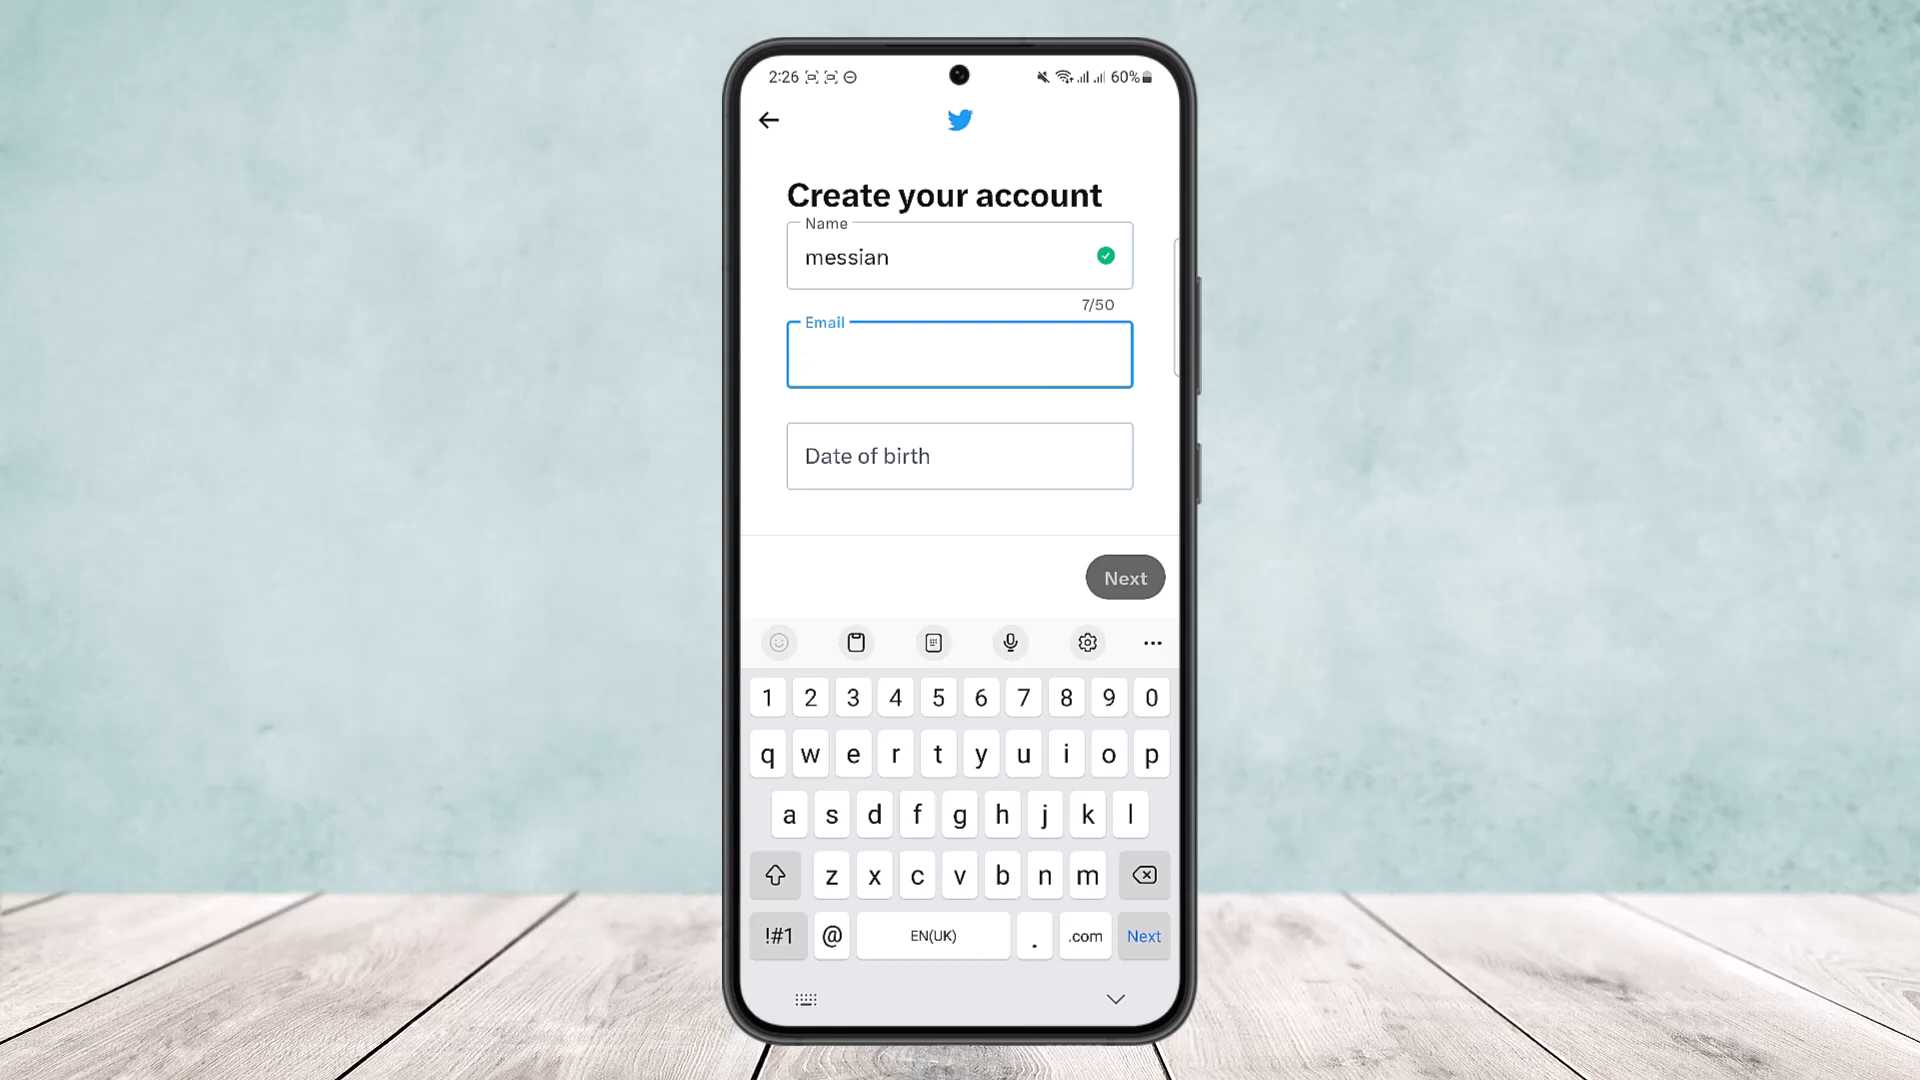 2:26 60%
Create your account
Name
messian
7/50
Email
Date of birth
Next
1 2 3 4 5 6 7 8 9 0
q w e r t y u i o p
a s d f g h j k l
z x c v b n m
!#1 @ EN(UK) . .com Next